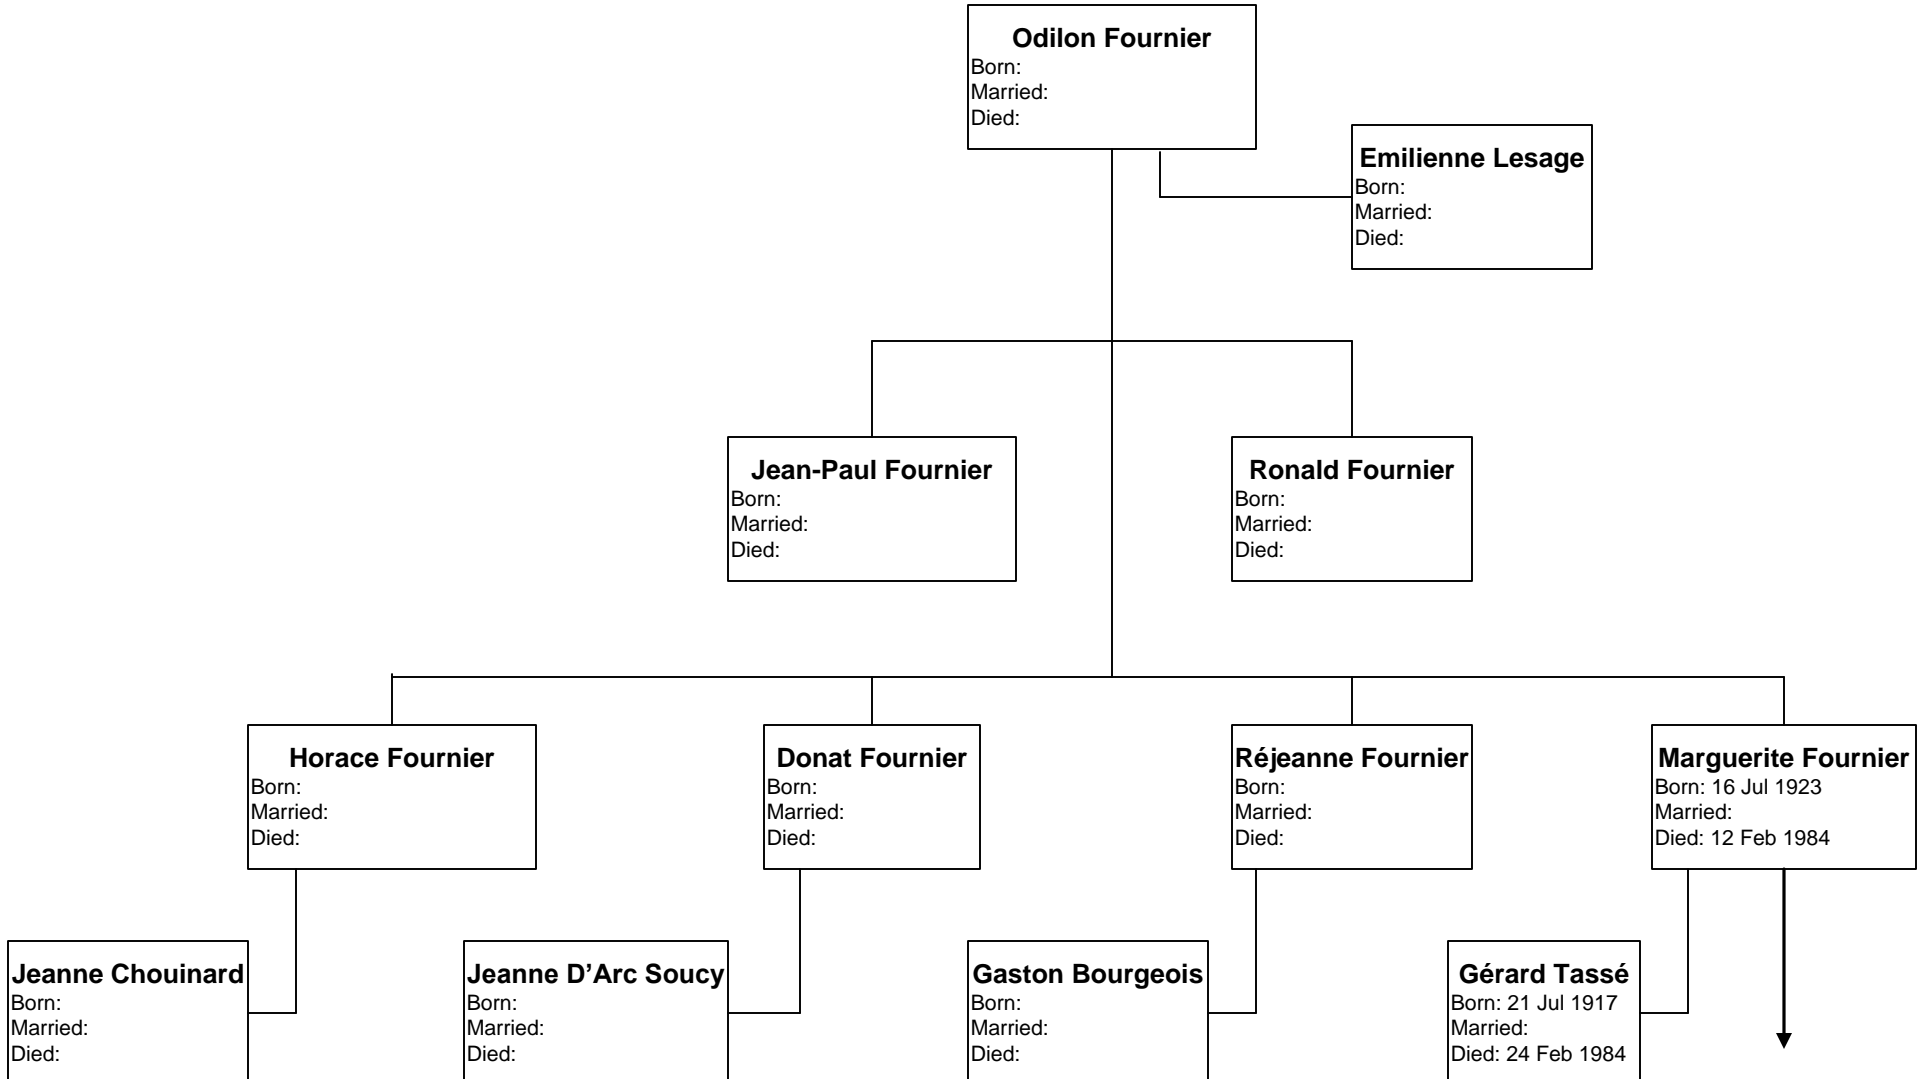 Odilon Fournier
Born:
Married:
Died:
Emilienne Lesage
Born:
Married:
Died:
Jean-Paul Fournier
Born:
Married:
Died:
Ronald Fournier
Born:
Married:
Died:
Horace Fournier
Born:
Married:
Died:
Donat Fournier
Born:
Married:
Died:
Réjeanne Fournier
Born:
Married:
Died:
Marguerite Fournier
Born: 16 Jul 1923
Married:
Died: 12 Feb 1984
Jeanne Chouinard
Born:
Married:
Died:
Jeanne D’Arc Soucy
Born:
Married:
Died:
Gaston Bourgeois
Born:
Married:
Died:
Gérard Tassé
Born: 21 Jul 1917
Married:
Died: 24 Feb 1984